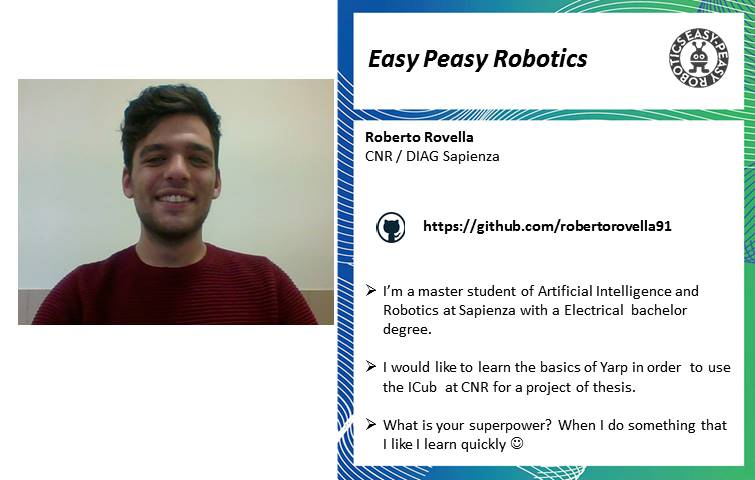 Easy Peasy Robotics
EASY-PEASY ROBOTICS
Roberto Rovella
CNR / DIAG Sapienza
https://github.com/robertorovella91
➢ I'm a master student of Artificial Intelligence and
Robotics at Sapienza with a Electrical bachelor
degree.
➢ I would like to learn the basics of Yarp in order to use
the ICub at CNR for a project of thesis.
➢ What is your superpower? When I do something that
I like I learn quickly ☺